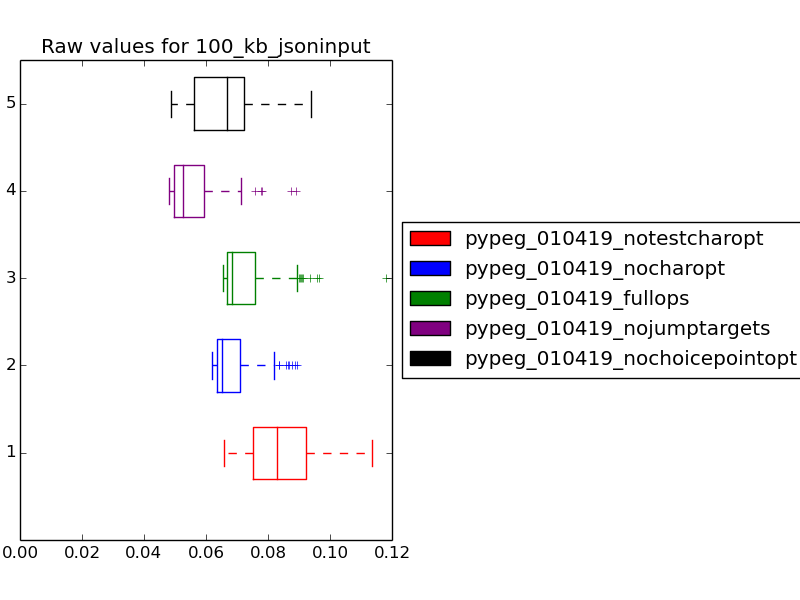 Raw values for 100_kb_jsoninput
5
4
3
2
1
0.00 0.02 0.04 0.06 0.08 0.10 0.12
pypeg_010419_notestcharopt
pypeg_010419_nocharopt
pypeg_010419_fullops
pypeg_010419_nojumptargets
pypeg_010419_nochoicepointopt